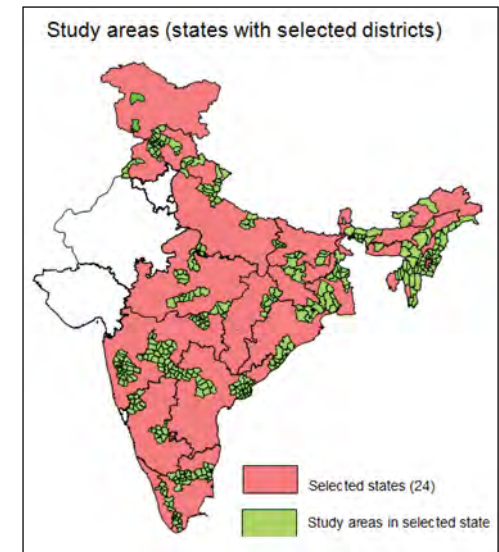 Study areas (states with selected districts)
Selected states (24)
Study areas in selected state